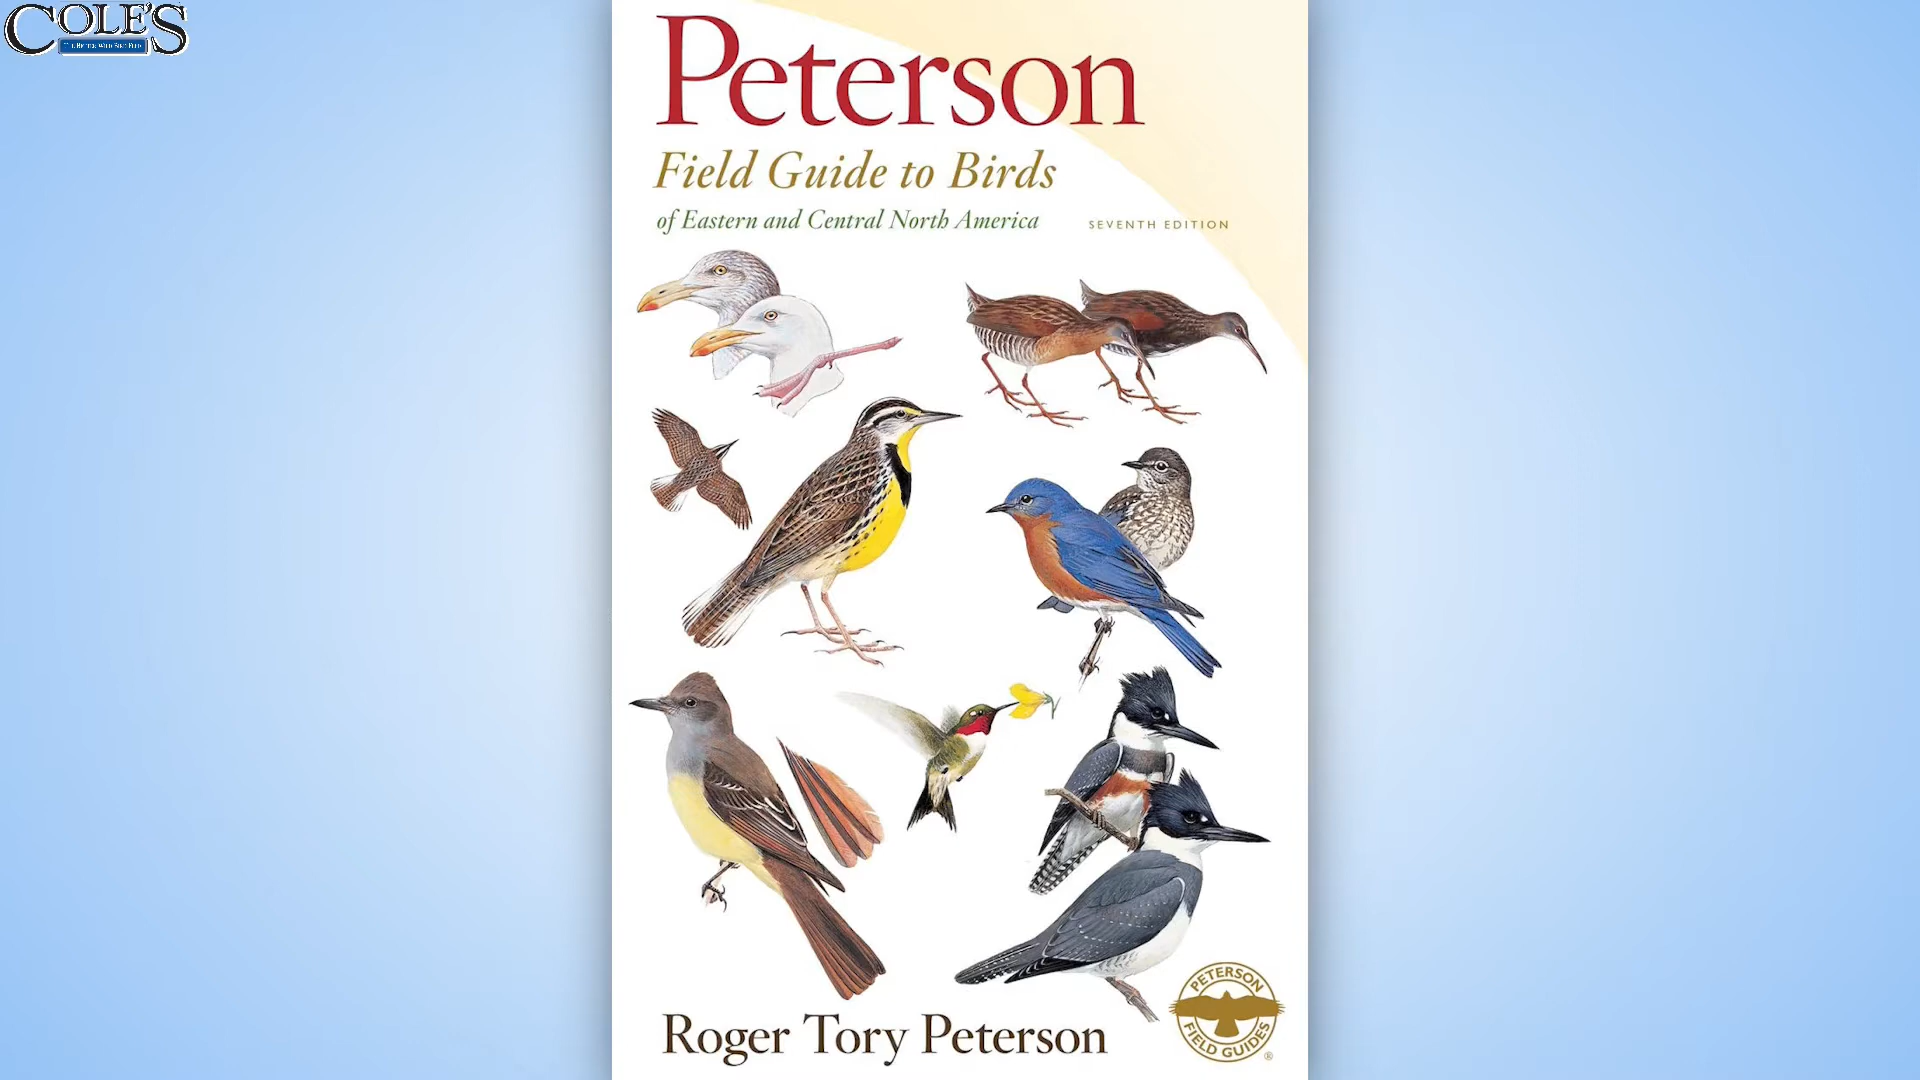 COLE'S
Peterson
Field Guide to Birds
of Eastern and Central North America
SEVENTH EDITION
Roger Tory Peterson
PETERSON
FIELD GUIDES
®